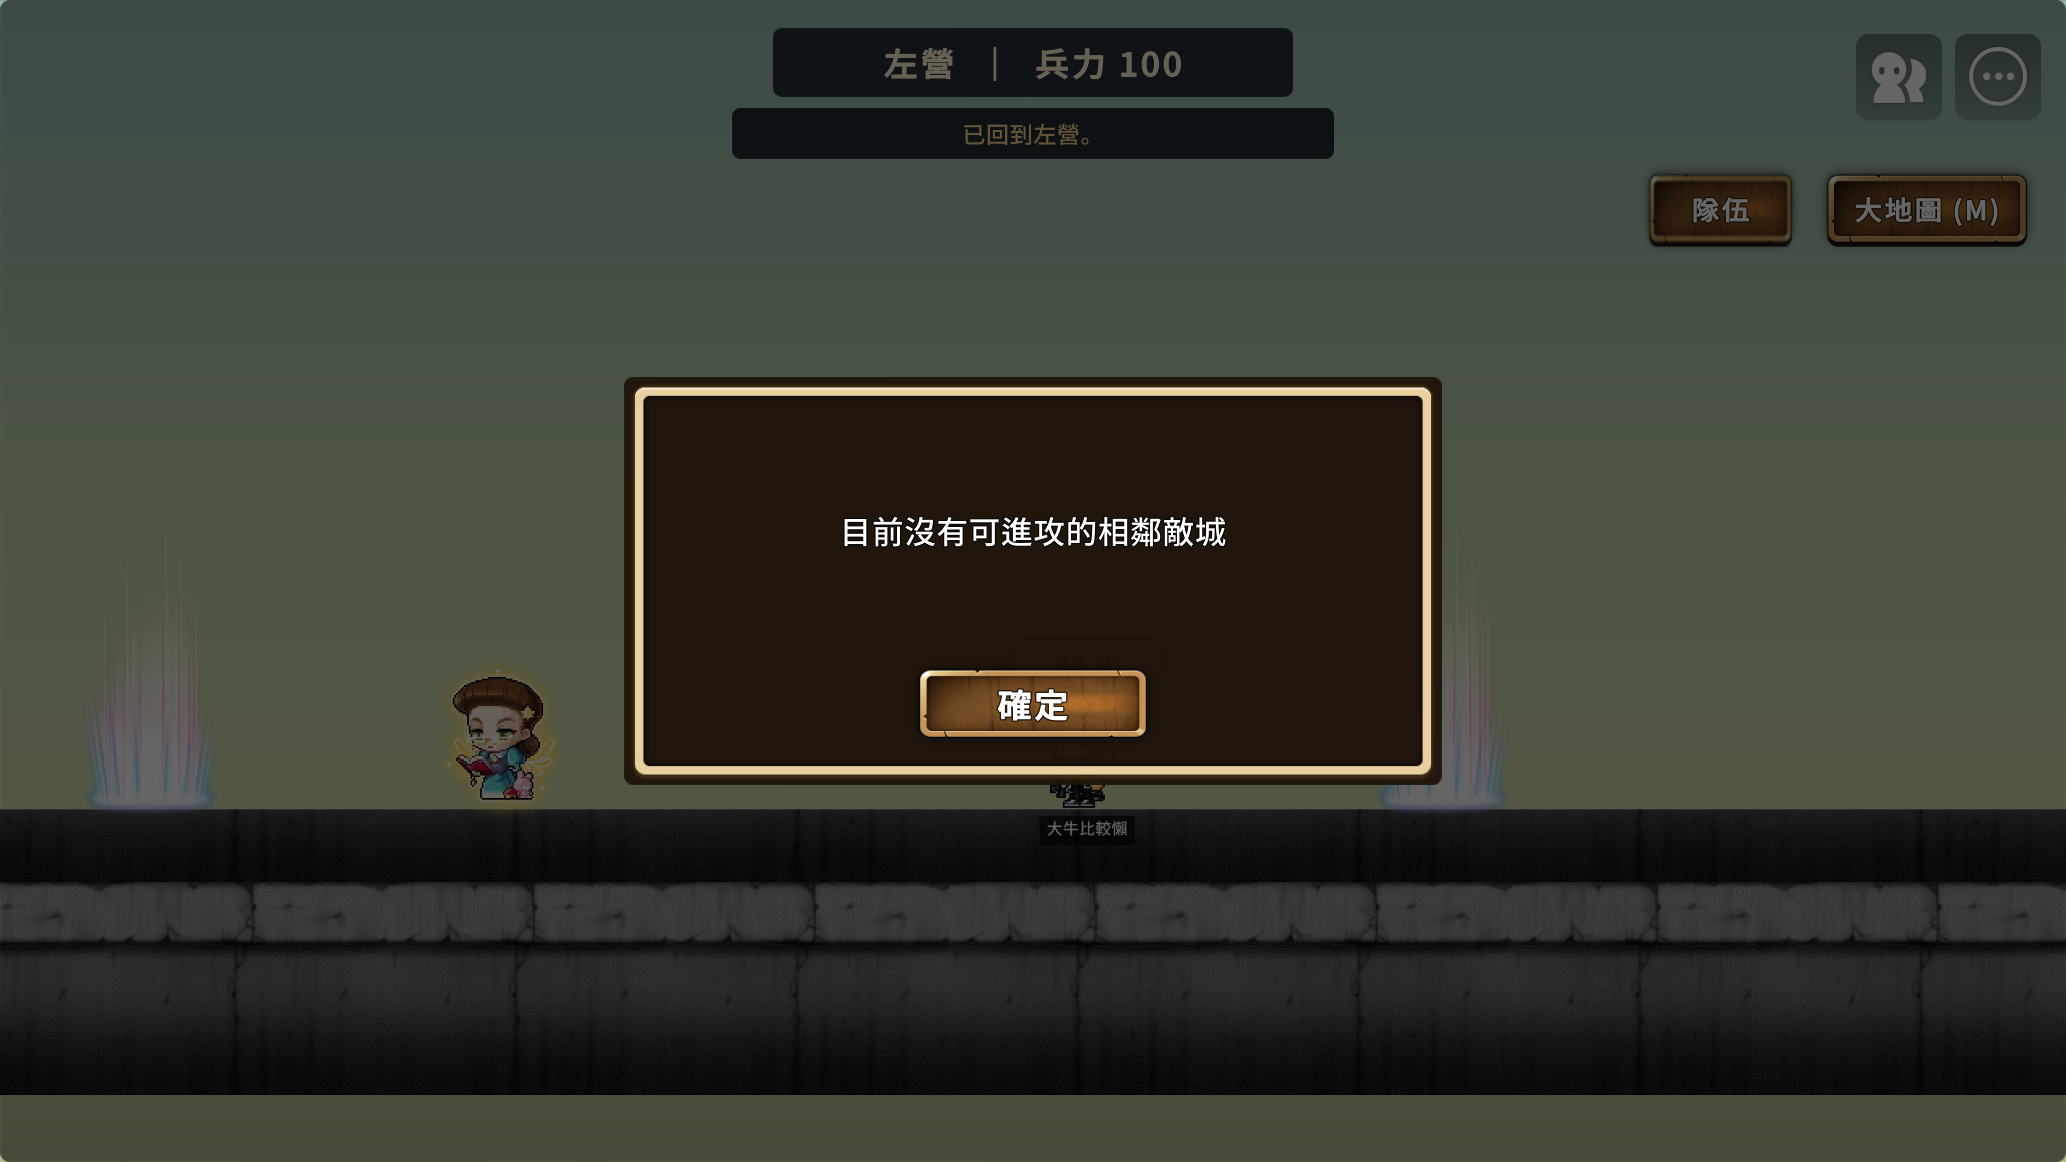 左營 ｜ 兵力 100
已回到左營。
隊伍
大地圖 (M)
目前沒有可進攻的相鄰敵城
確定
大牛比較懶